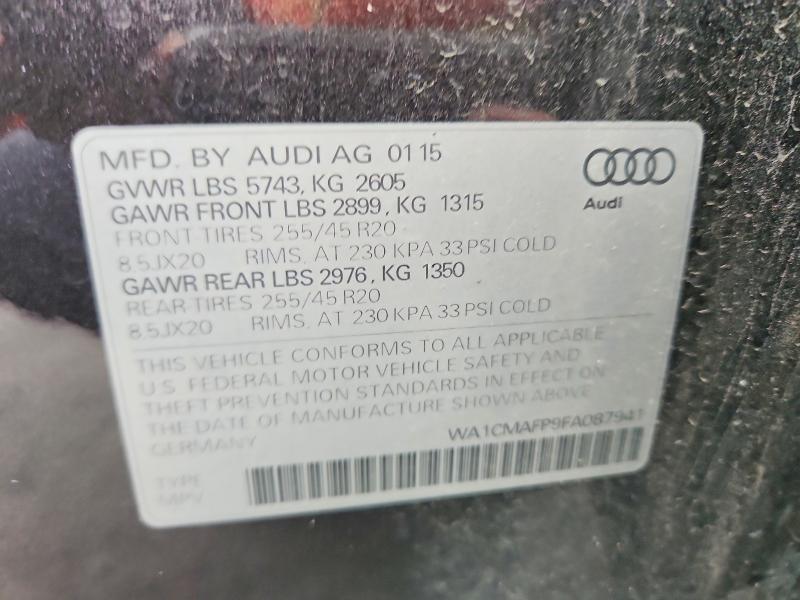 MFD. BY AUDI AG 01 15
GVWR LBS 5743, KG 2605
GAWR FRONT LBS 2899, KG 1315
FRONT TIRES 255/45 R20
8.5JX20 RIMS, AT 230 KPA 33 PSI COLD
GAWR REAR LBS 2976, KG 1350
REAR TIRES 255/45 R20
8.5JX20 RIMS, AT 230 KPA 33 PSI COLD
THIS VEHICLE CONFORMS TO ALL APPLICABLE
U.S. FEDERAL MOTOR VEHICLE SAFETY AND
THEFT PREVENTION STANDARDS IN EFFECT ON
THE DATE OF MANUFACTURE SHOWN ABOVE
GERMANY WA1CMAFP9FA087941
TYPE
MPV
Audi